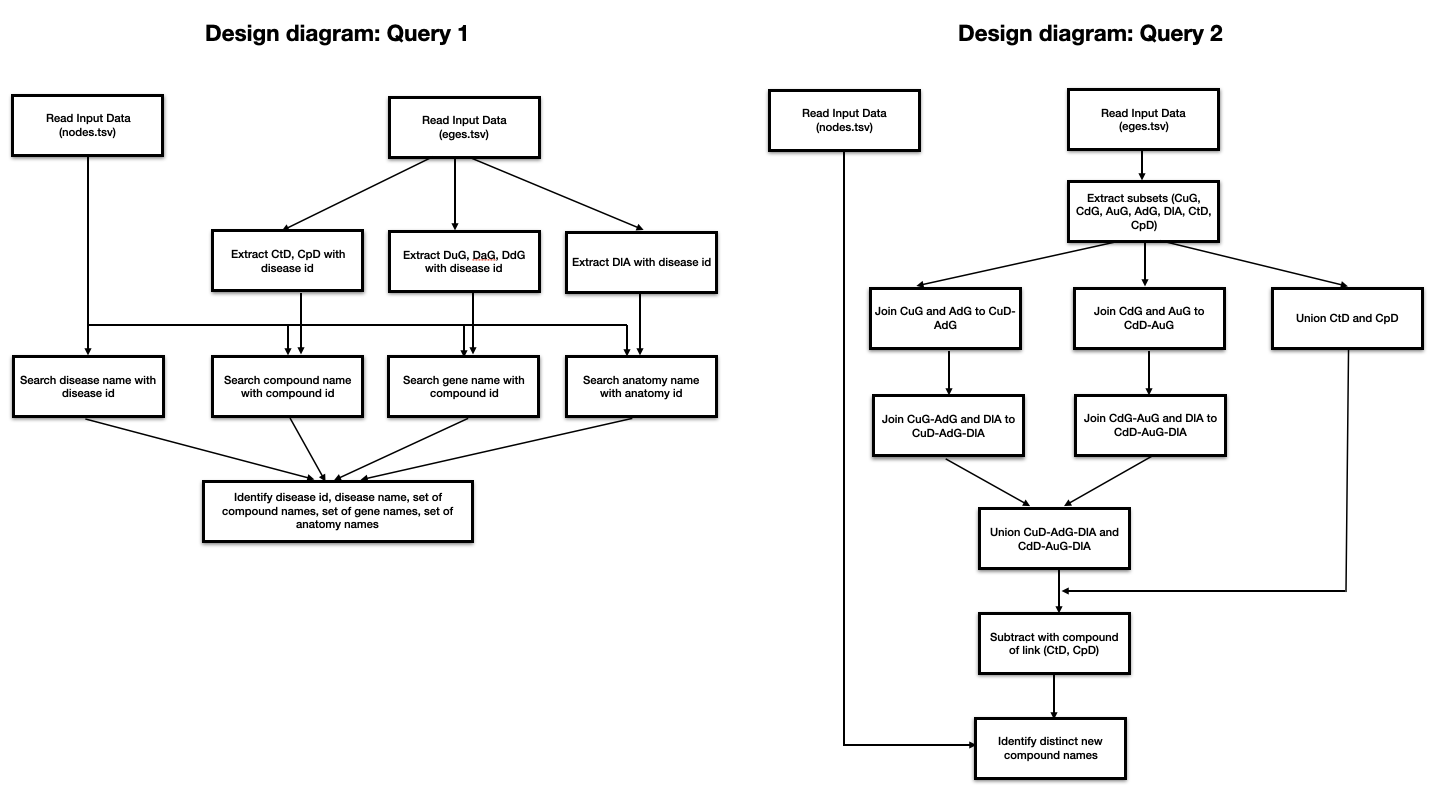 Design diagram: Query 1
Read Input Data
(nodes.tsv)
Read Input Data
(eges.tsv)
Extract CtD, CpD with
disease id
Extract DuG, DaG, DdG
with disease id
Extract DlA with disease id
Search disease name with
disease id
Search compound name
with compound id
Search gene name with
compound id
Search anatomy name
with anatomy id
Identify disease id, disease name, set of
compound names, set of gene names, set of
anatomy names
Design diagram: Query 2
Read Input Data
(nodes.tsv)
Read Input Data
(eges.tsv)
Extract subsets (CuG,
CdG, AuG, AdG, DlA, CtD,
CpD)
Join CuG and AdG to CuD-
AdG
Join CdG and AuG to
CdD-AuG
Union CtD and CpD
Join CuG-AdG and DlA to
CuD-AdG-DlA
Join CdG-AuG and DlA to
CdD-AuG-DlA
Union CuD-AdG-DlA and
CdD-AuG-DlA
Subtract with compound
of link (CtD, CpD)
Identify distinct new
compound names